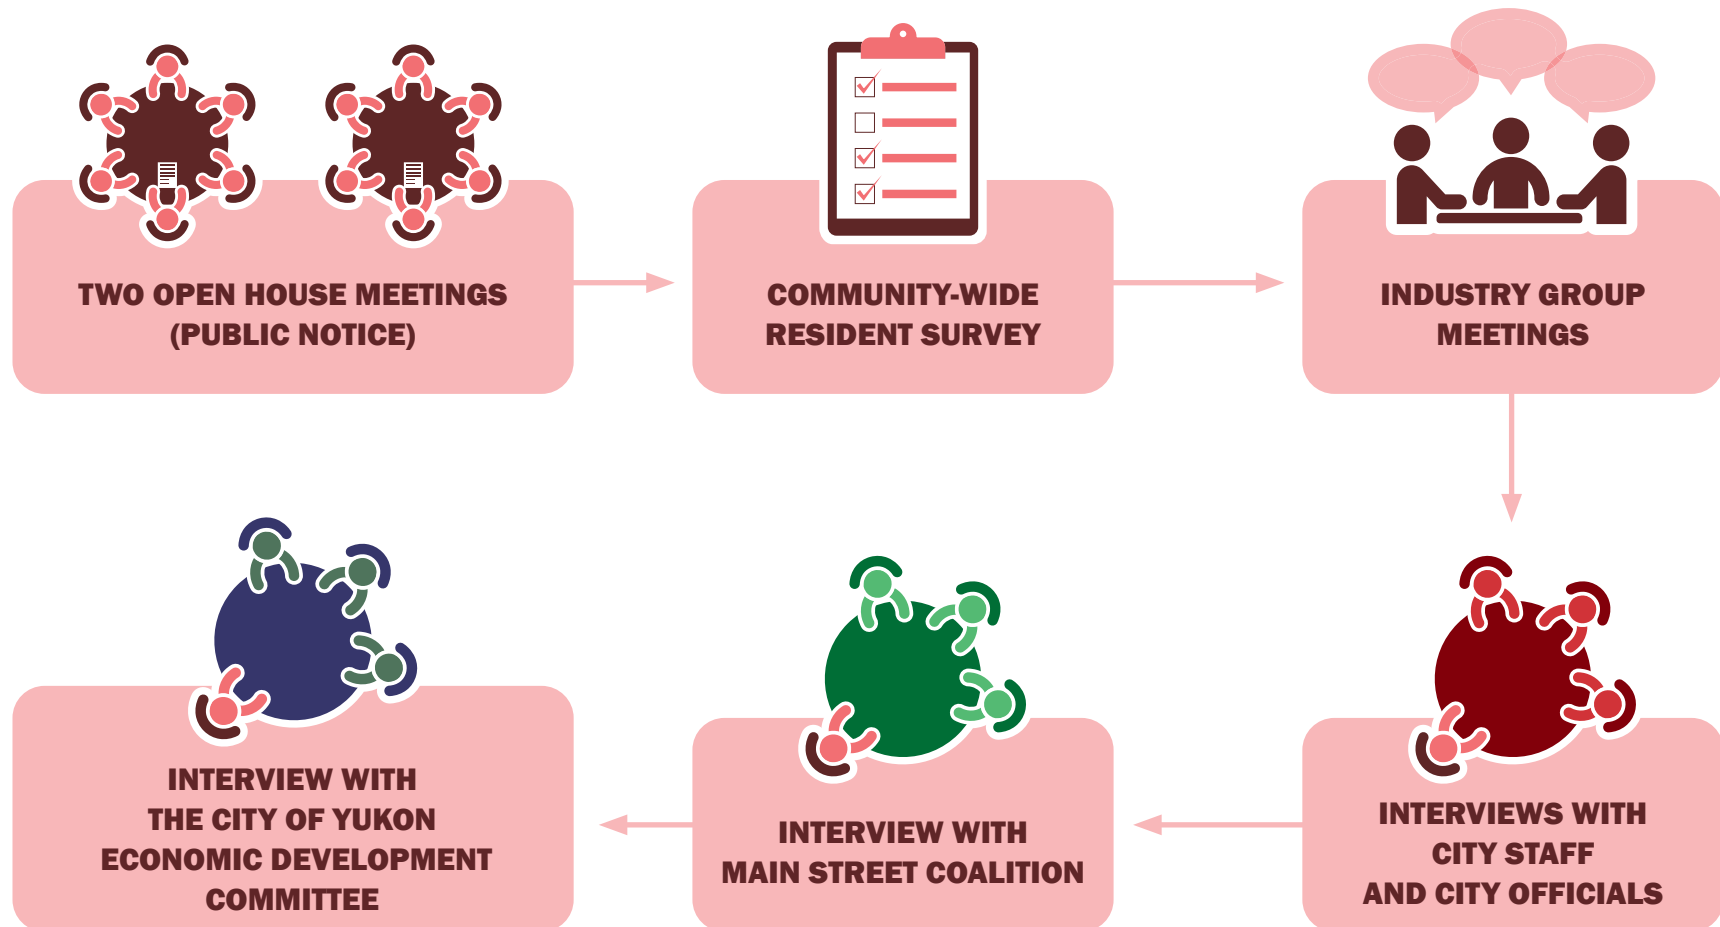 TWO OPEN HOUSE MEETINGS
(PUBLIC NOTICE)
COMMUNITY-WIDE
RESIDENT SURVEY
INDUSTRY GROUP
MEETINGS
INTERVIEWS WITH
CITY STAFF
AND CITY OFFICIALS
INTERVIEW WITH
MAIN STREET COALITION
INTERVIEW WITH
THE CITY OF YUKON
ECONOMIC DEVELOPMENT
COMMITTEE